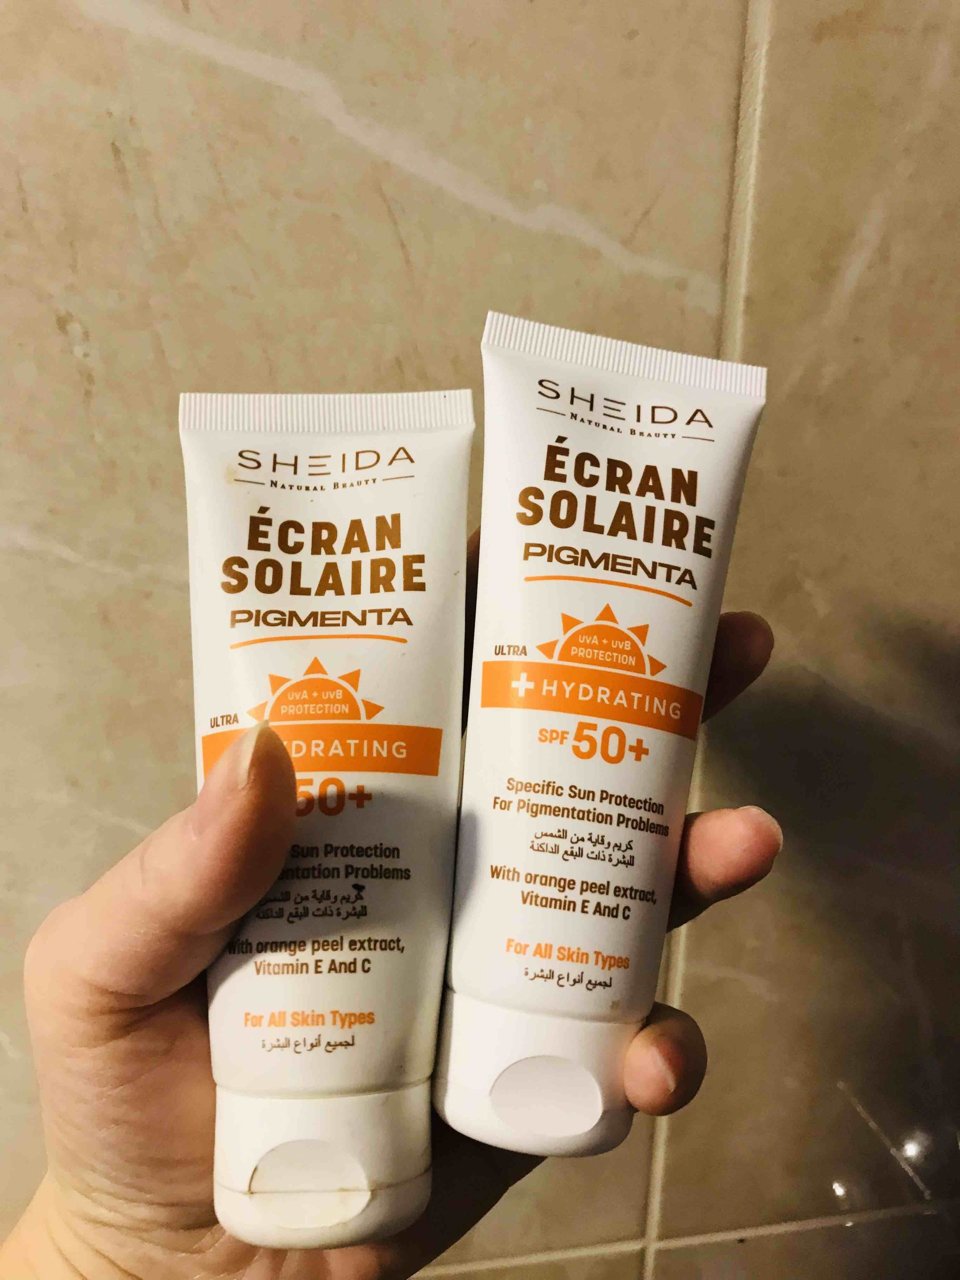 SHEIDA
NATURAL BEAUTY
ÉCRAN
SOLAIRE
PIGMENTA
UVA + UVB
PROTECTION
ULTRA
DRATING
50+
Sun Protection
Problems
كريم وقاية من الشمس
للبشرة ذات البقع الداكنة
With orange peel extract,
Vitamin E And C
For All Skin Types
لجميع أنواع البشرة
SHEIDA
NATURAL BEAUTY
ÉCRAN
SOLAIRE
PIGMENTA
UVA + UVB
PROTECTION
ULTRA
+ HYDRATING
SPF 50+
Specific Sun Protection
For Pigmentation Problems
كريم وقاية من الشمس
للبشرة ذات البقع الداكنة
With orange peel extract,
Vitamin E And C
For All Skin Types
لجميع أنواع البشرة